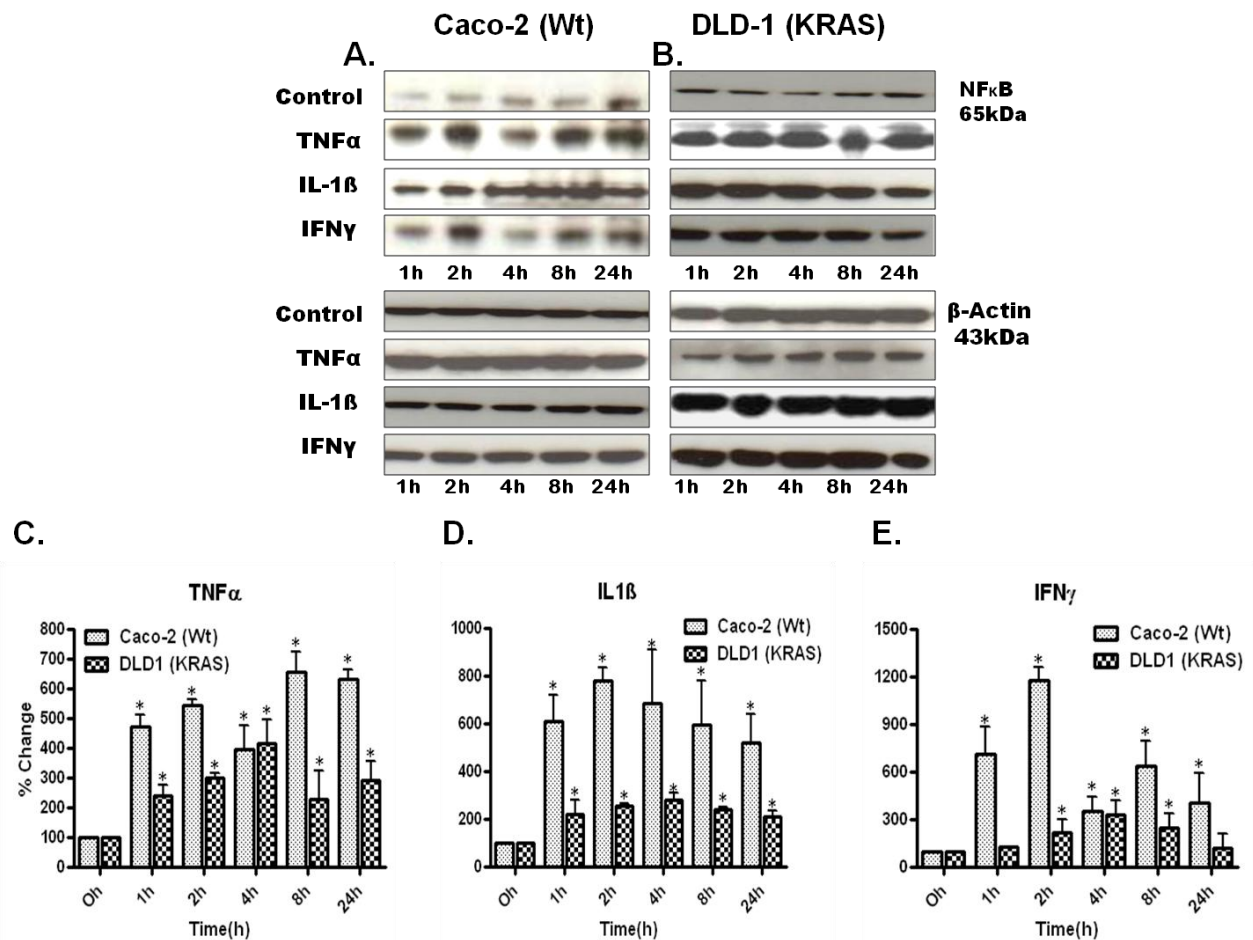 Caco-2 (Wt) DLD-1 (KRAS)
A. B.
Control
NFκB
65kDa
TNFα
IL-1ß
IFNγ
1h 2h 4h 8h 24h 1h 2h 4h 8h 24h
Control
β-Actin
43kDa
TNFα
IL-1ß
IFNγ
1h 2h 4h 8h 24h 1h 2h 4h 8h 24h
C.
TNFα
Caco-2 (Wt)
DLD1 (KRAS)
% Change
800
700
600
500
400
300
200
100
0
* * * * * * * * * *
Oh 1h 2h 4h 8h 24h
Time(h)
D.
IL1ß
Caco-2 (Wt)
DLD1 (KRAS)
1000
800
600
400
200
0
* * * * * * * * * *
Oh 1h 2h 4h 8h 24h
Time(h)
E.
IFNγ
Caco-2 (Wt)
DLD1 (KRAS)
1500
1200
900
600
300
0
* * * * * * * *
Oh 1h 2h 4h 8h 24h
Time(h)